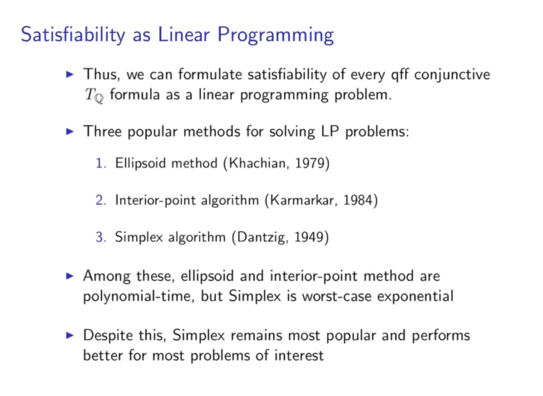 Satisfiability as Linear Programming
▶ Thus, we can formulate satisfiability of every qff conjunctive
Tℚ formula as a linear programming problem.
▶ Three popular methods for solving LP problems:
1. Ellipsoid method (Khachian, 1979)
2. Interior-point algorithm (Karmarkar, 1984)
3. Simplex algorithm (Dantzig, 1949)
▶ Among these, ellipsoid and interior-point method are
polynomial-time, but Simplex is worst-case exponential
▶ Despite this, Simplex remains most popular and performs
better for most problems of interest